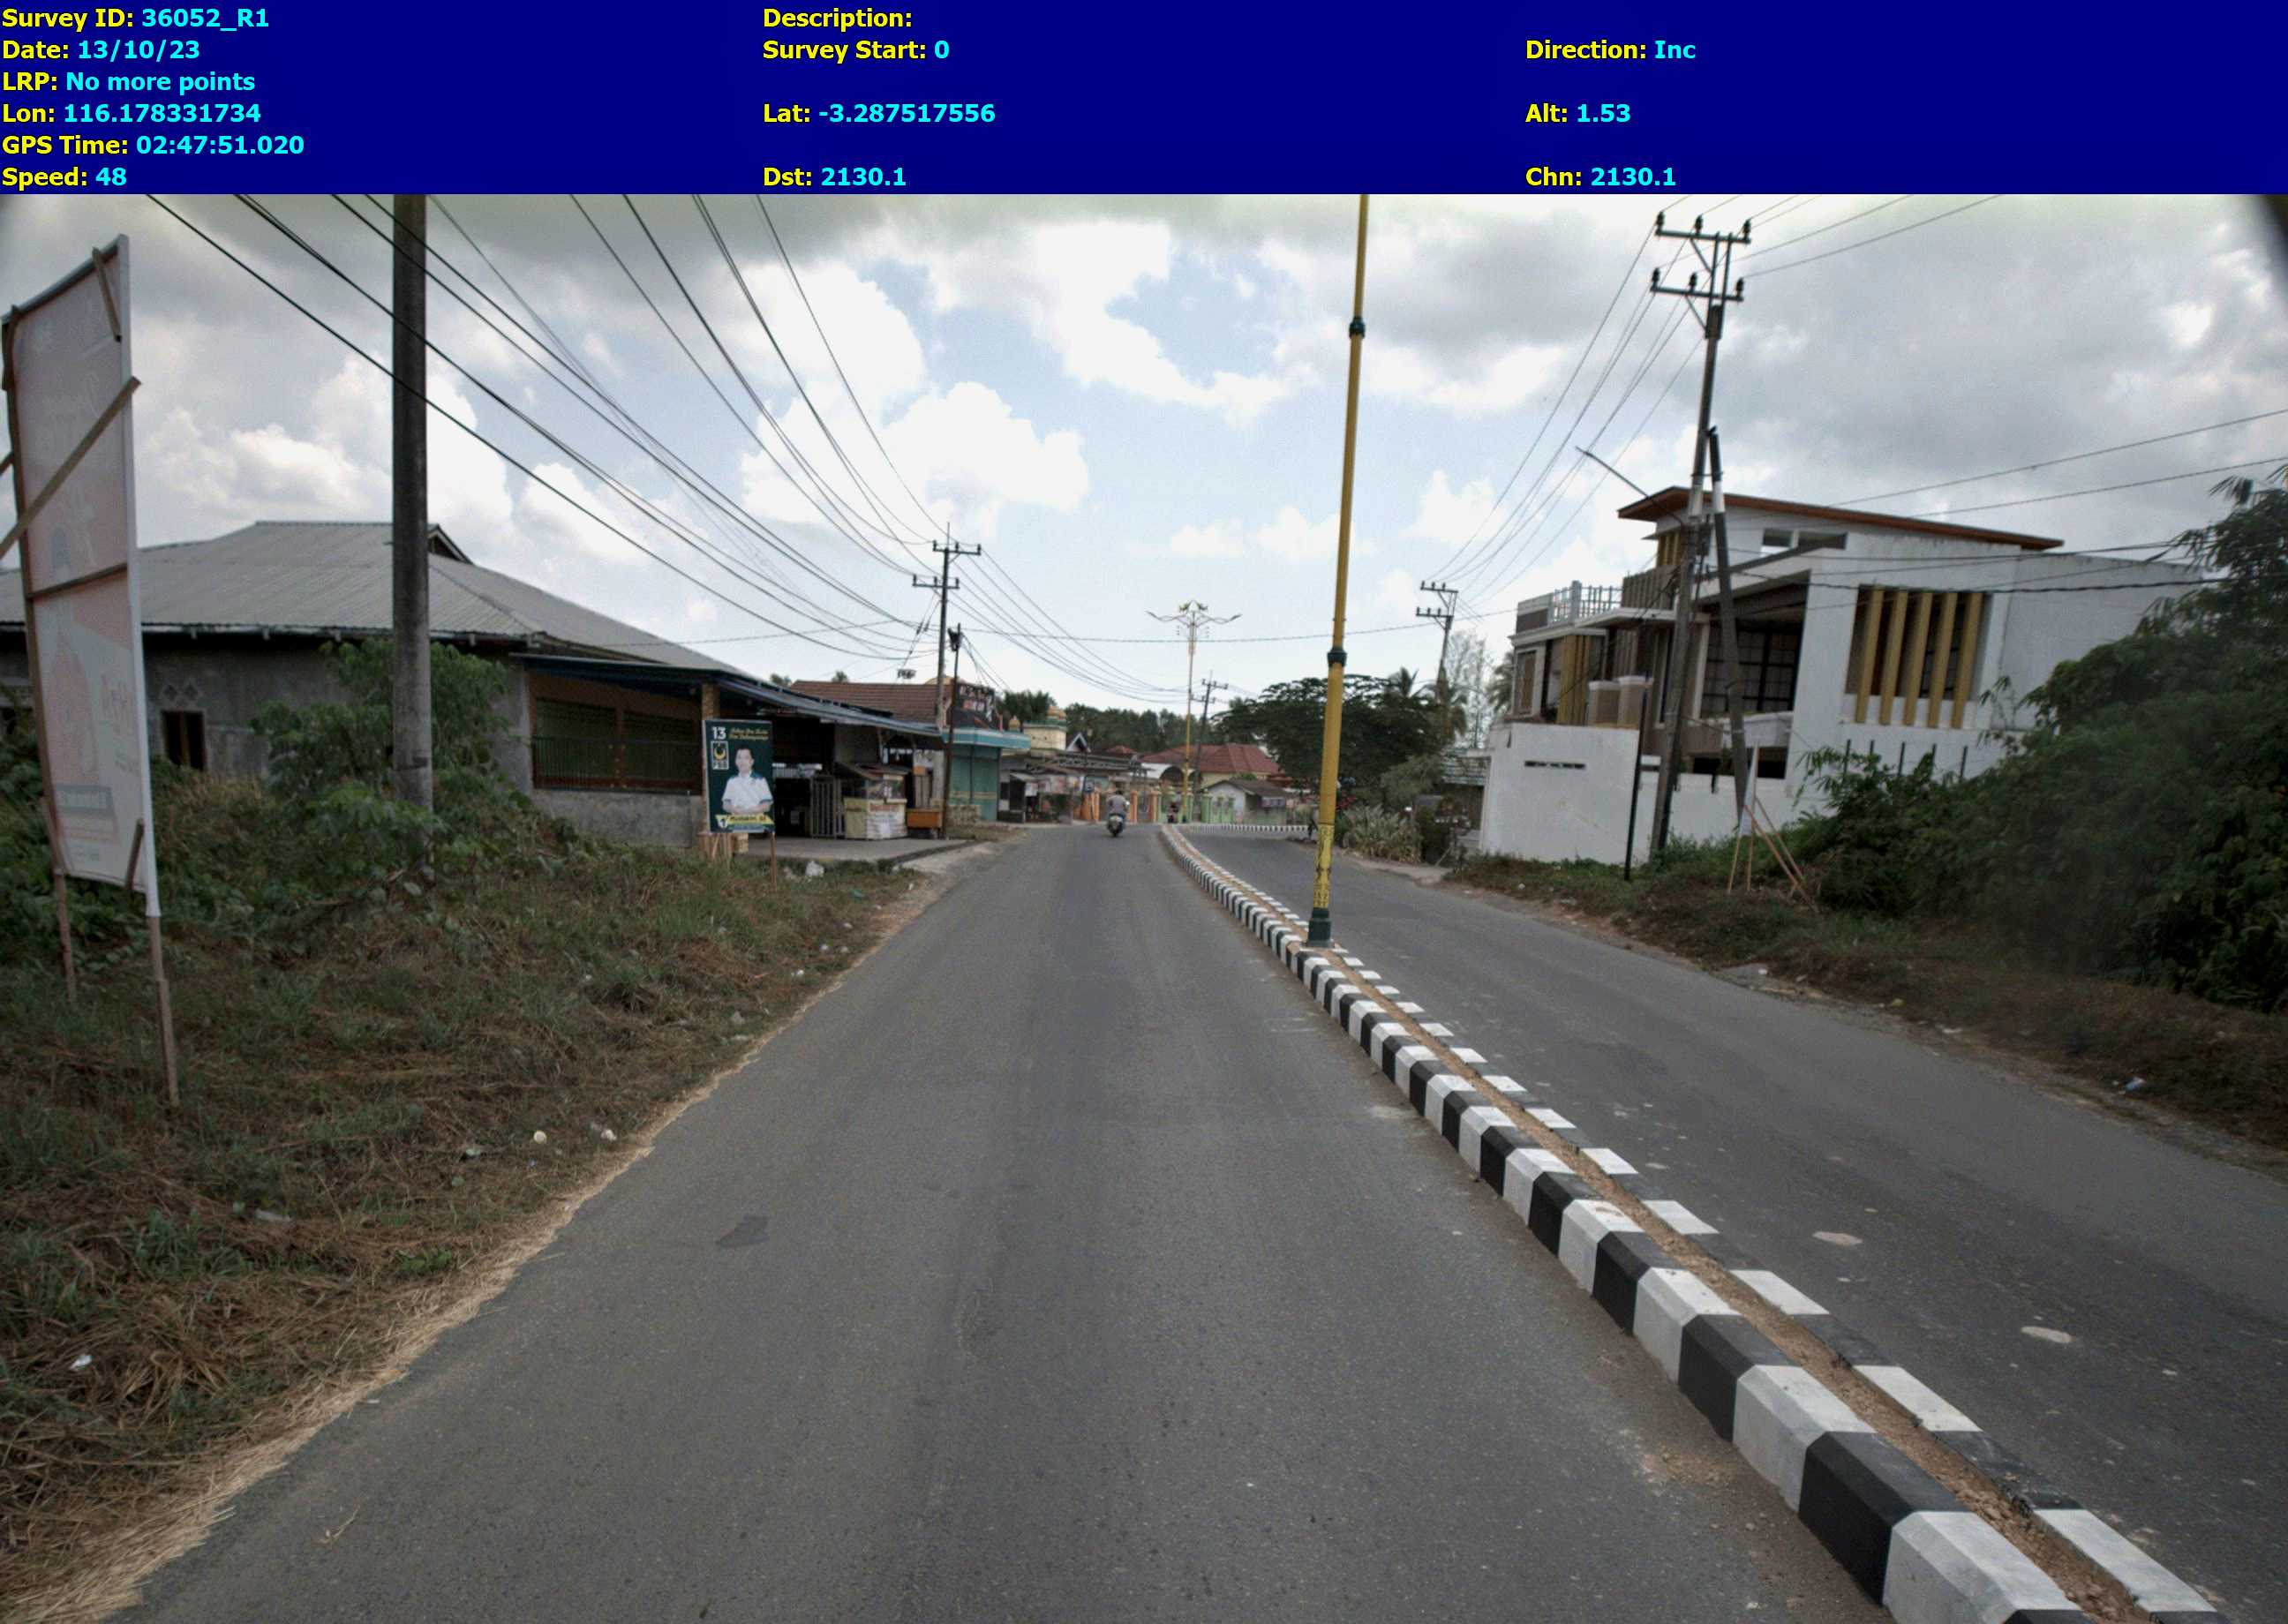 Survey ID: 36052_R1
Description:
Date: 13/10/23
Survey Start: 0
Direction: Inc
LRP: No more points
Lon: 116.178331734
Lat: -3.287517556
Alt: 1.53
GPS Time: 02:47:51.020
Speed: 48
Dst: 2130.1
Chn: 2130.1
13